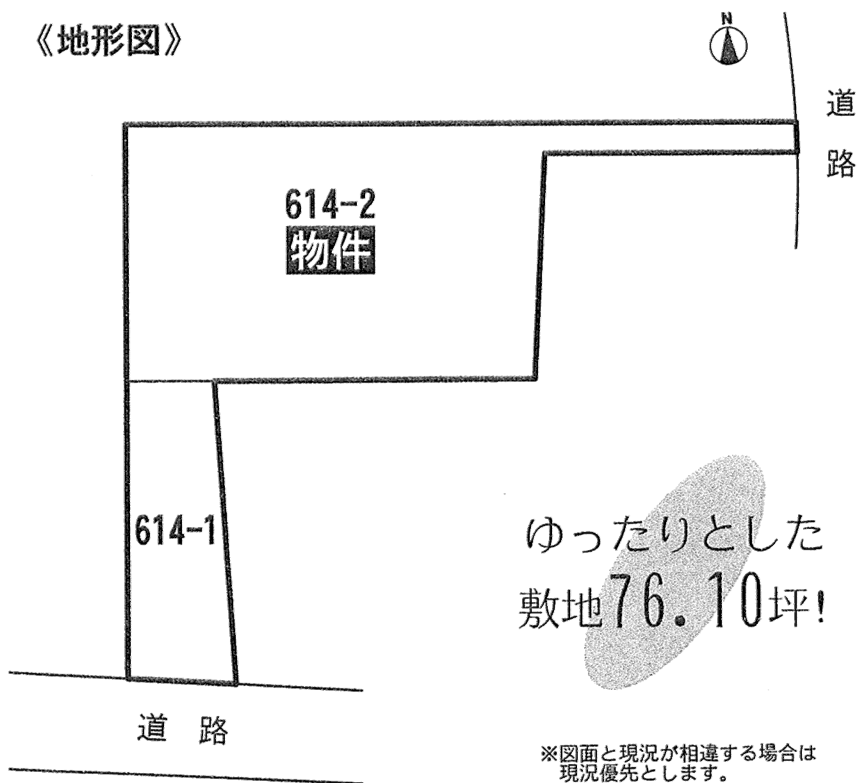 《地形図》
N
道
路
614-2
物件
614-1
ゆったりとした
敷地76.10坪!
道 路
※図面と現況が相違する場合は
現況優先とします。